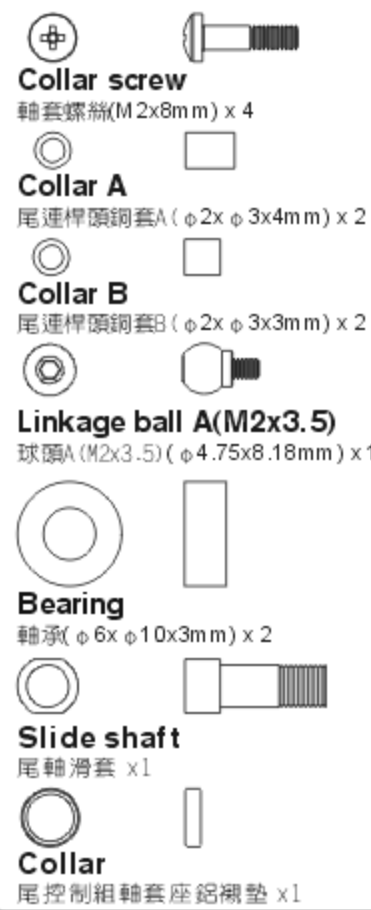 Collar screw
軸套螺絲(M2x8mm) x 4
Collar A
尾連桿頭銅套A(φ2xφ3x4mm) x 2
Collar B
尾連桿頭銅套B(φ2xφ3x3mm) x 2
Linkage ball A(M2x3.5)
球頭A(M2x3.5)(φ4.75x8.18mm) x 1
Bearing
軸承(φ6xφ10x3mm) x 2
Slide shaft
尾軸滑套 x1
Collar
尾控制組軸套座鋁襯墊 x1